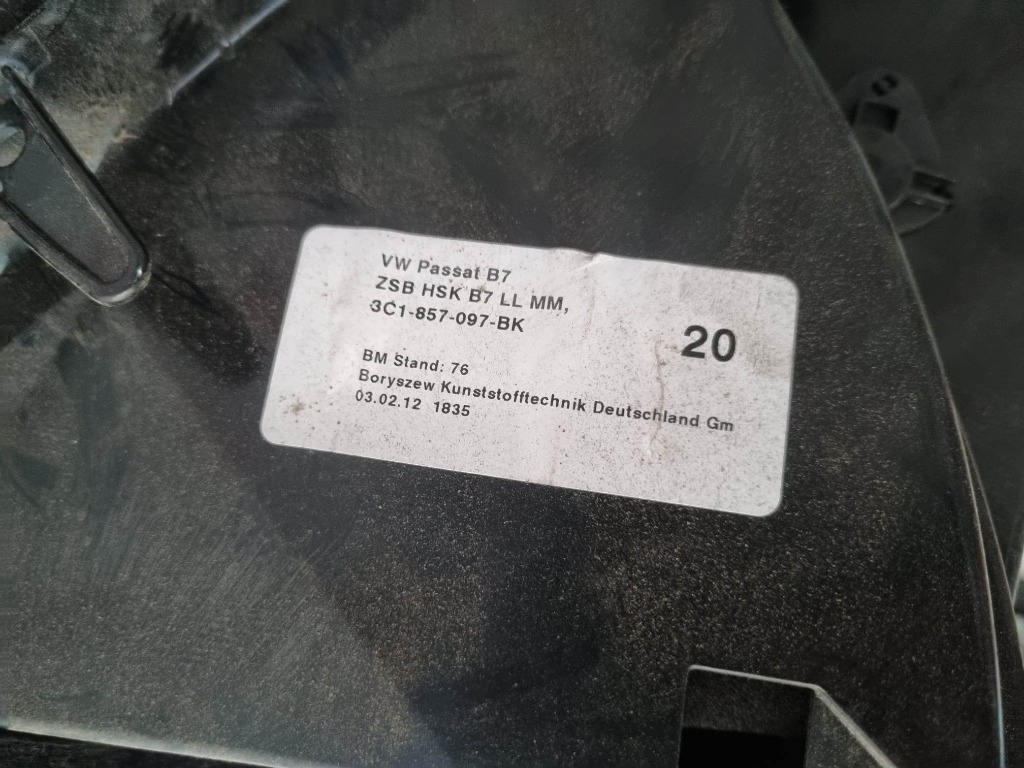 VW Passat B7
ZSB HSK B7 LL MM,
3C1-857-097-BK
20
BM Stand: 76
Boryszew Kunststofftechnik Deutschland Gm
03.02.12 1835